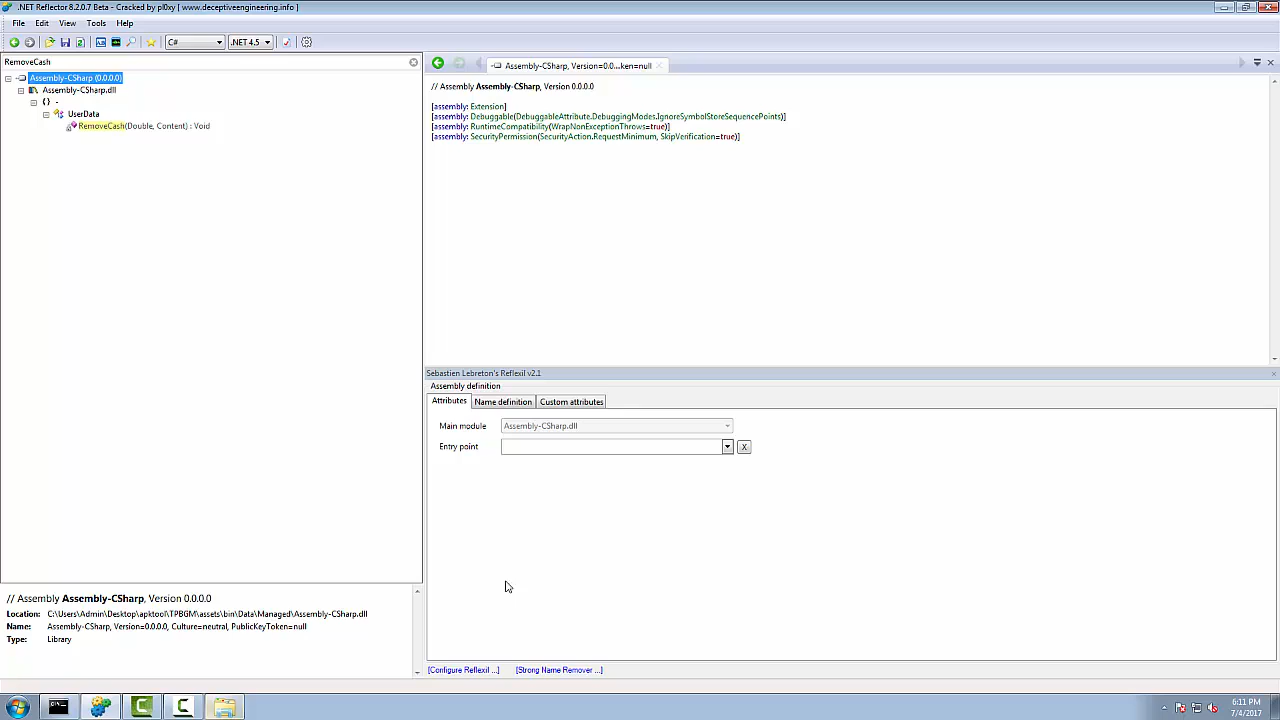 .NET Reflector 8.2.0.7 Beta - Cracked by pl0xy [ www.deceptiveengineering.info ]
File Edit View Tools Help
C# .NET 4.5
RemoveCash
Assembly-CSharp (0.0.0.0)
Assembly-CSharp.dll
{ } -
UserData
RemoveCash(Double, Content) : Void
Assembly-CSharp, Version=0.0...ken=null
// Assembly Assembly-CSharp, Version 0.0.0.0
[assembly: Extension]
[assembly: Debuggable(DebuggableAttribute.DebuggingModes.IgnoreSymbolStoreSequencePoints)]
[assembly: RuntimeCompatibility(WrapNonExceptionThrows=true)]
[assembly: SecurityPermission(SecurityAction.RequestMinimum, SkipVerification=true)]
Sebastien Lebreton's Reflexil v2.1
Assembly definition
Attributes Name definition Custom attributes
Main module Assembly-CSharp.dll
Entry point X
[Configure Reflexil ...] [Strong Name Remover ...]
// Assembly Assembly-CSharp, Version 0.0.0.0
Location: C:\Users\Admin\Desktop\apktool\TPBGM\assets\bin\Data\Managed\Assembly-CSharp.dll
Name: Assembly-CSharp, Version=0.0.0.0, Culture=neutral, PublicKeyToken=null
Type: Library
6:11 PM
7/4/2017